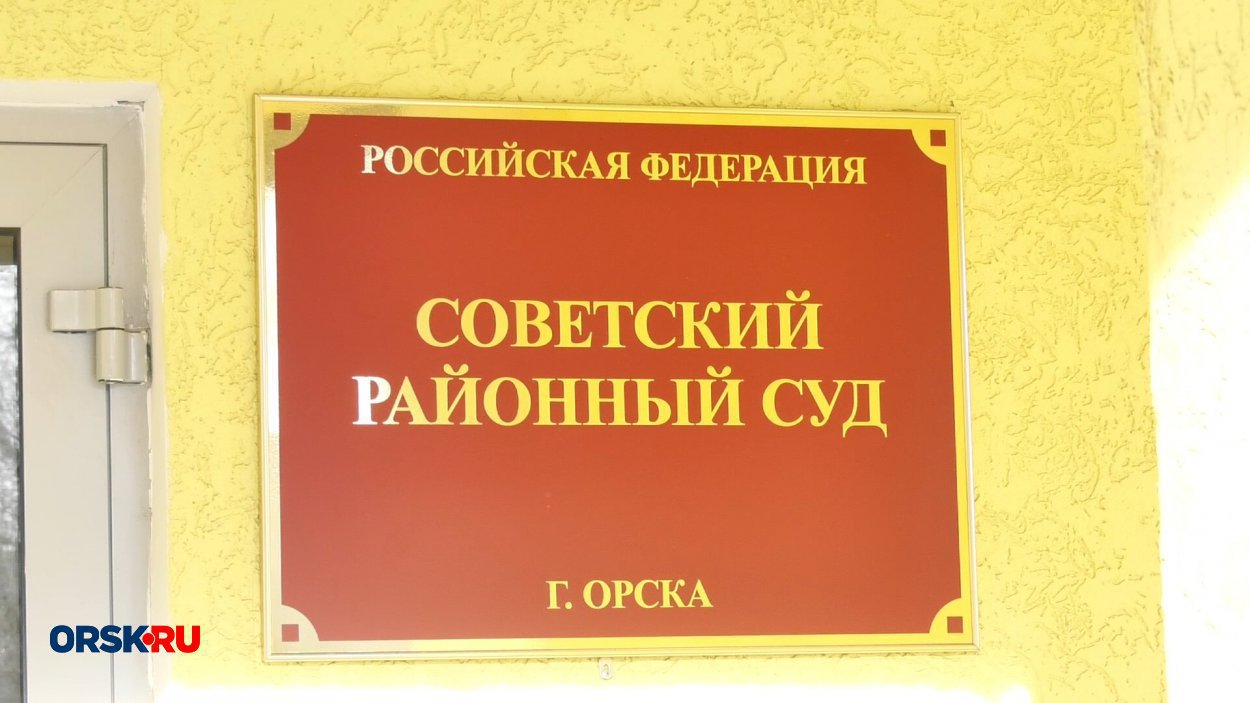 РОССИЙСКАЯ ФЕДЕРАЦИЯ
СОВЕТСКИЙ
РАЙОННЫЙ СУД
Г. ОРСКА
ORSK.RU